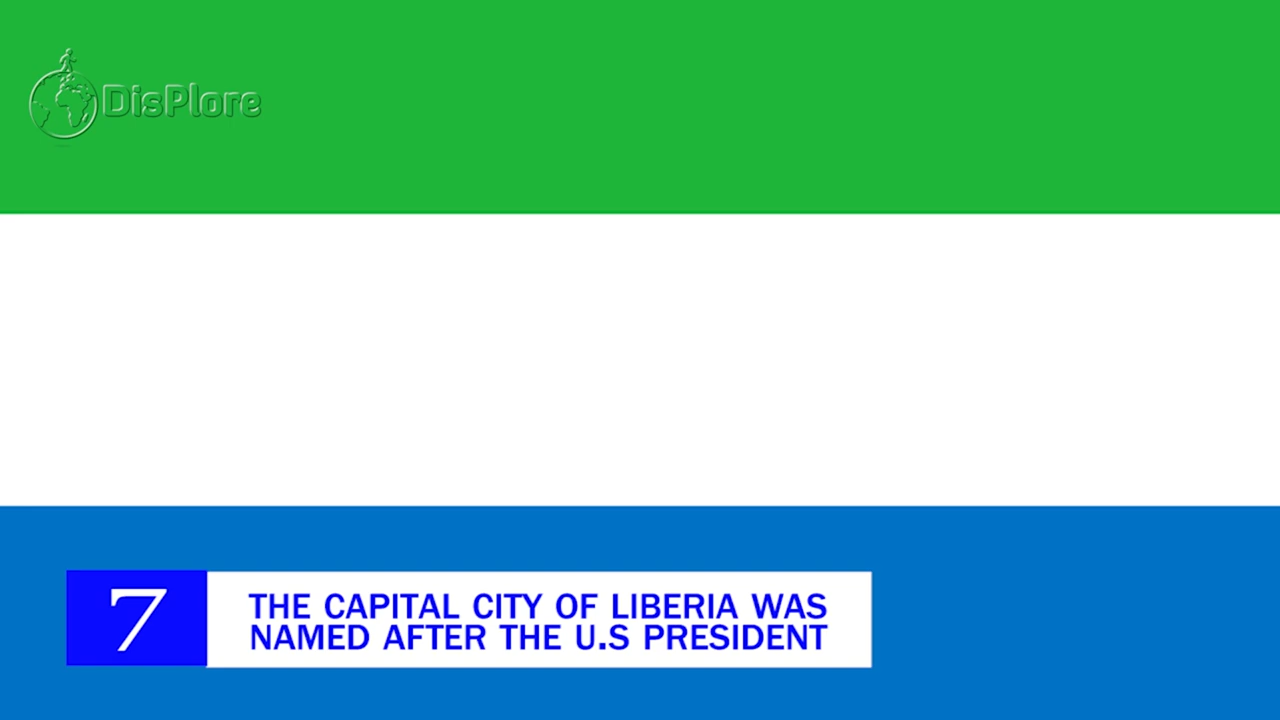 DisPlore
7
THE CAPITAL CITY OF LIBERIA WAS
NAMED AFTER THE U.S PRESIDENT